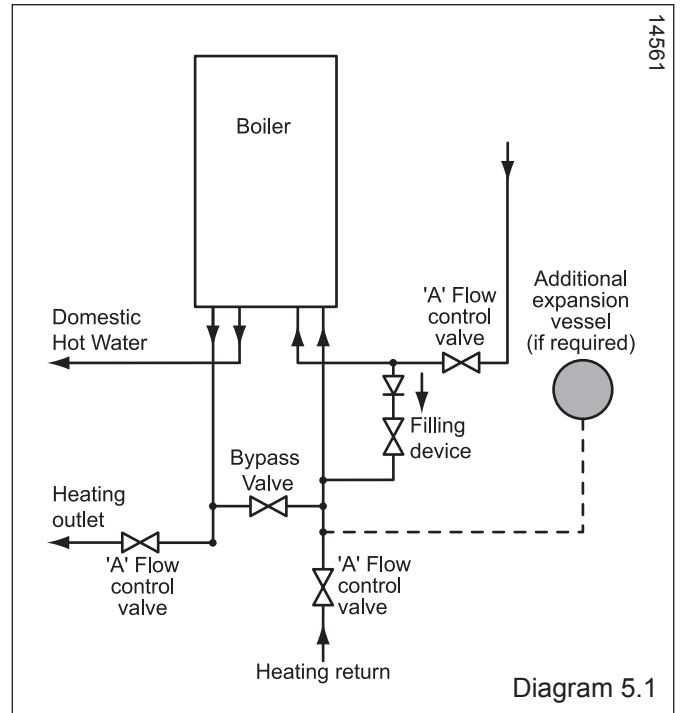 14561
Boiler
Domestic
Hot Water
'A' Flow
control
valve
Additional
expansion
vessel
(if required)
Filling
device
Bypass
Valve
Heating
outlet
'A' Flow
control
valve
'A' Flow
control
valve
Heating return
Diagram 5.1